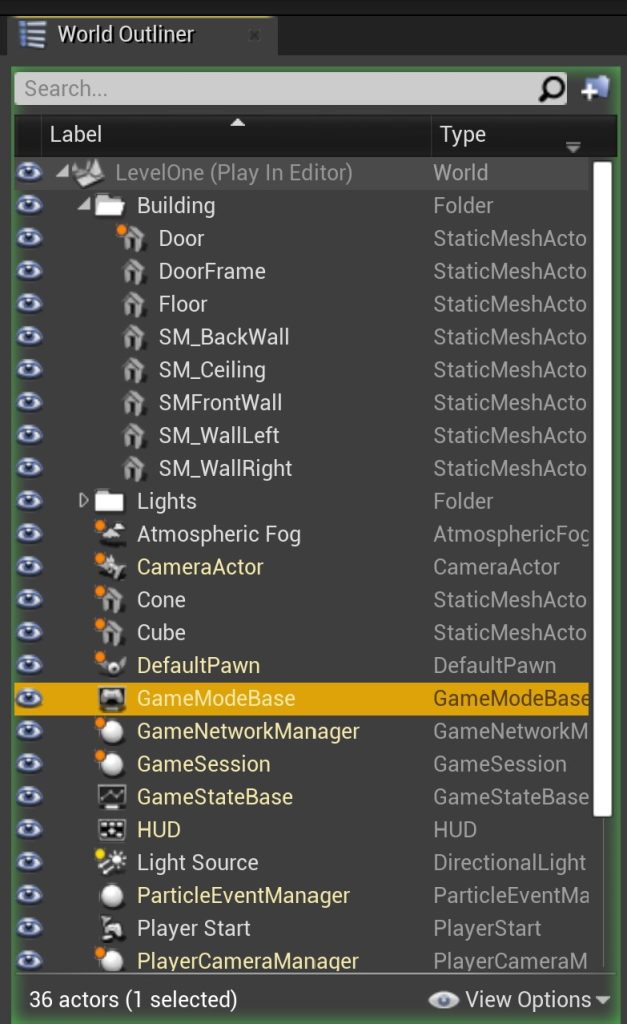 World Outliner
Search...
Label Type
LevelOne (Play In Editor) World
Building Folder
Door StaticMeshActo
DoorFrame StaticMeshActo
Floor StaticMeshActo
SM_BackWall StaticMeshActo
SM_Ceiling StaticMeshActo
SMFrontWall StaticMeshActo
SM_WallLeft StaticMeshActo
SM_WallRight StaticMeshActo
Lights Folder
Atmospheric Fog AtmosphericFog
CameraActor CameraActor
Cone StaticMeshActo
Cube StaticMeshActo
DefaultPawn DefaultPawn
GameModeBase GameModeBase
GameNetworkManager GameNetworkM
GameSession GameSession
GameStateBase GameStateBase
HUD HUD
Light Source DirectionalLight
ParticleEventManager ParticleEventMa
Player Start PlayerStart
PlayerCameraManager PlayerCameraM
36 actors (1 selected) View Options